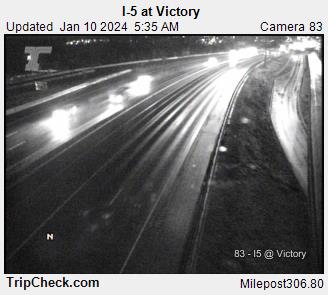 I-5 at Victory
Updated  Jan 10 2024  5:35 AM
Camera 83
N
83 - I5 @ Victory
TripCheck.com
Milepost306.80